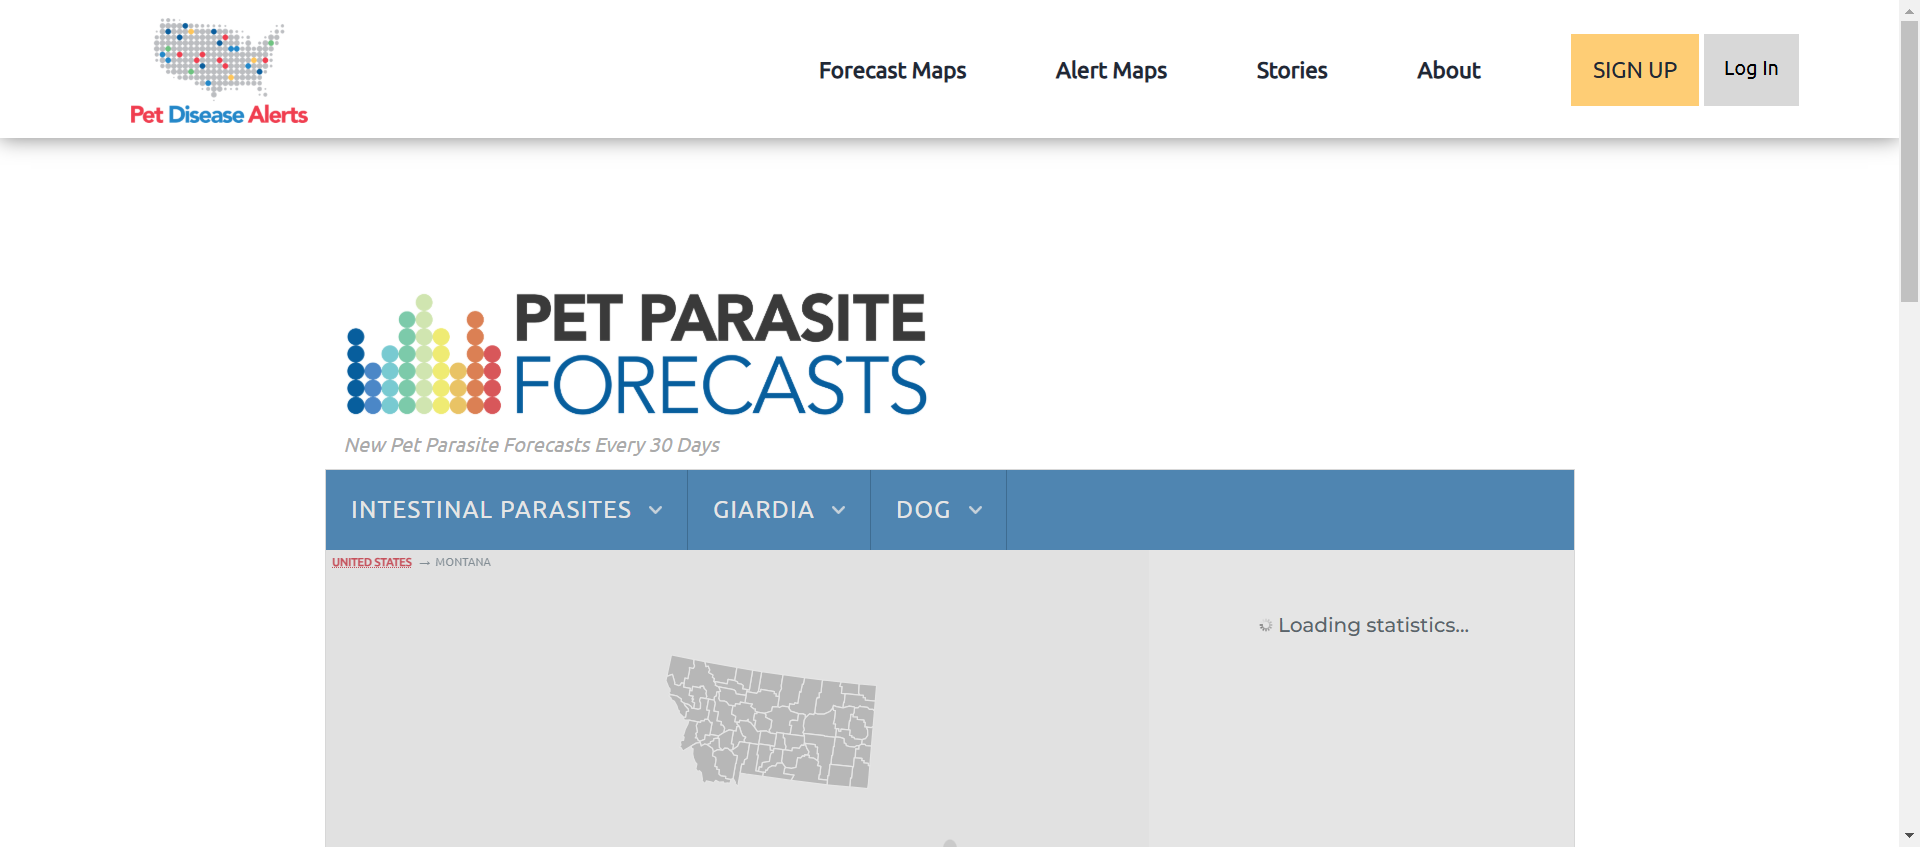 Pet Disease Alerts
Forecast Maps
Alert Maps
Stories
About
SIGN UP
Log In
PET PARASITE
FORECASTS
New Pet Parasite Forecasts Every 30 Days
INTESTINAL PARASITES
GIARDIA
DOG
UNITED STATES → MONTANA
Loading statistics...